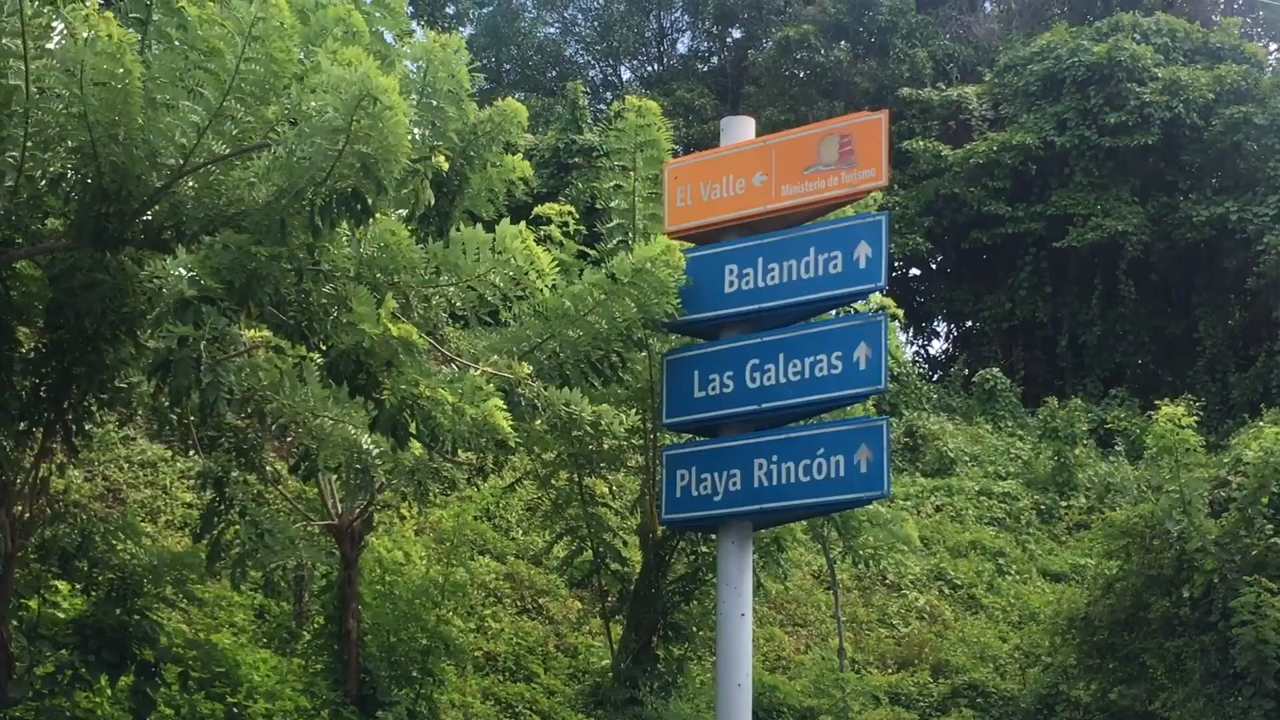 El Valle ←
Ministerio de Turismo
Balandra ↑
Las Galeras ↑
Playa Rincón ↑